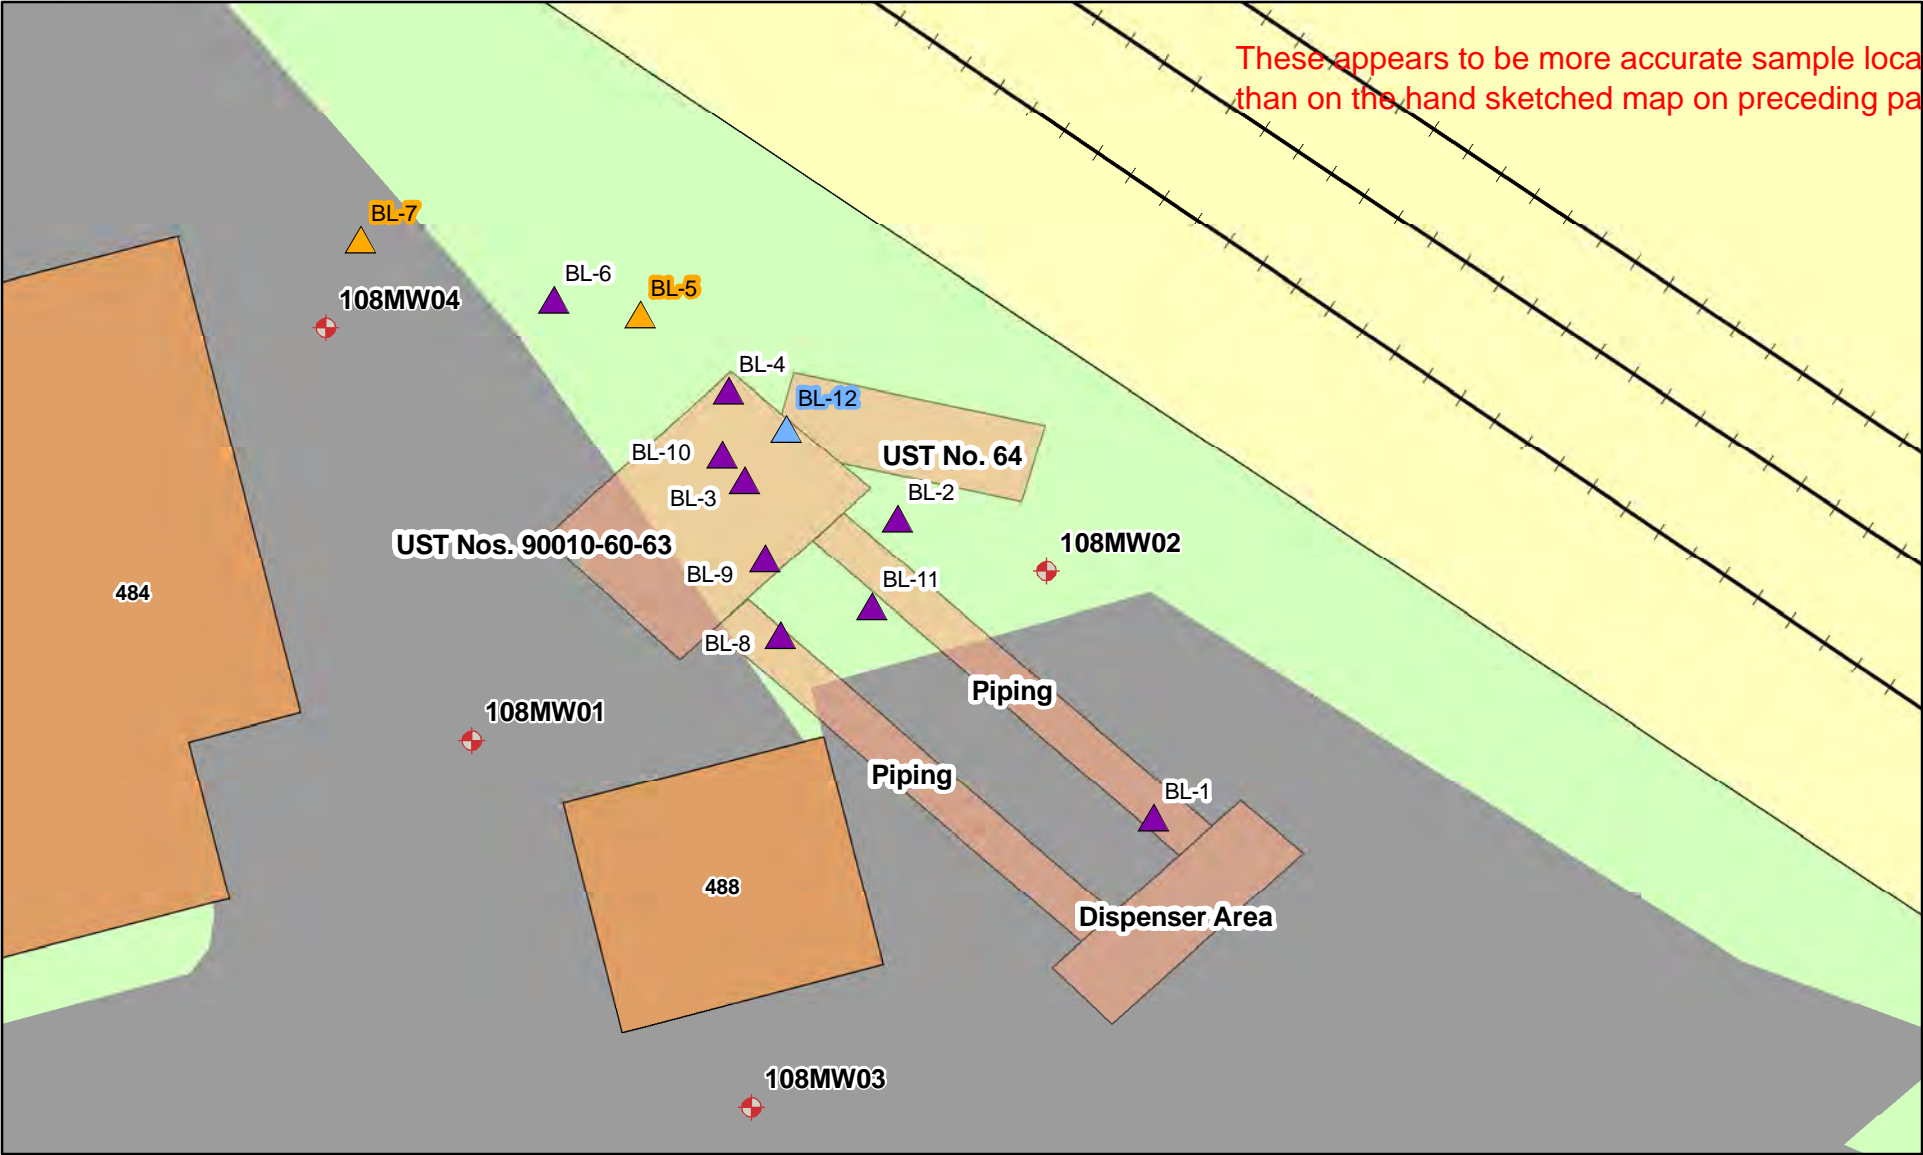 These appears to be more accurate sample loca
than on the hand sketched map on preceding pa
BL-7
BL-6
BL-5
108MW04
BL-4
BL-12
BL-10
UST No. 64
BL-3
BL-2
UST Nos. 90010-60-63
108MW02
BL-9
BL-11
484
BL-8
Piping
108MW01
Piping
BL-1
488
Dispenser Area
108MW03